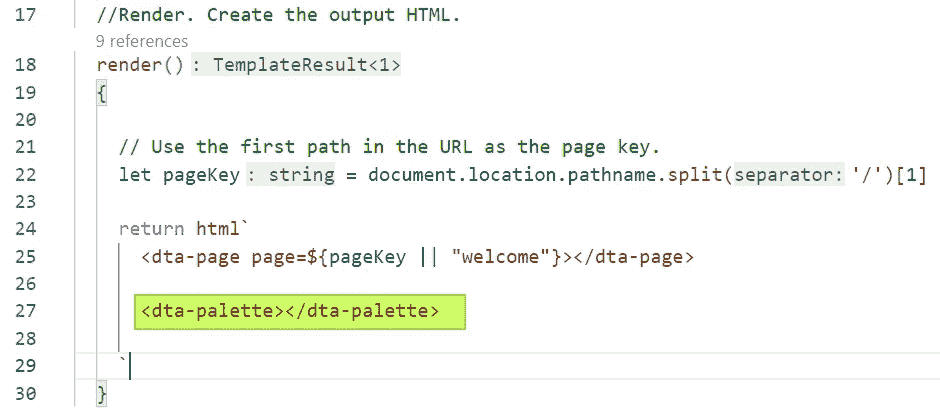 17 //Render. Create the output HTML.
9 references
18 render() : TemplateResult<1>
19 {
20
21 // Use the first path in the URL as the page key.
22 let pageKey : string = document.location.pathname.split(separator: '/')[1]
23
24 return html`
25 <dta-page page=${pageKey || "welcome"}></dta-page>
26
27 <dta-palette></dta-palette>
28
29 `
30 }